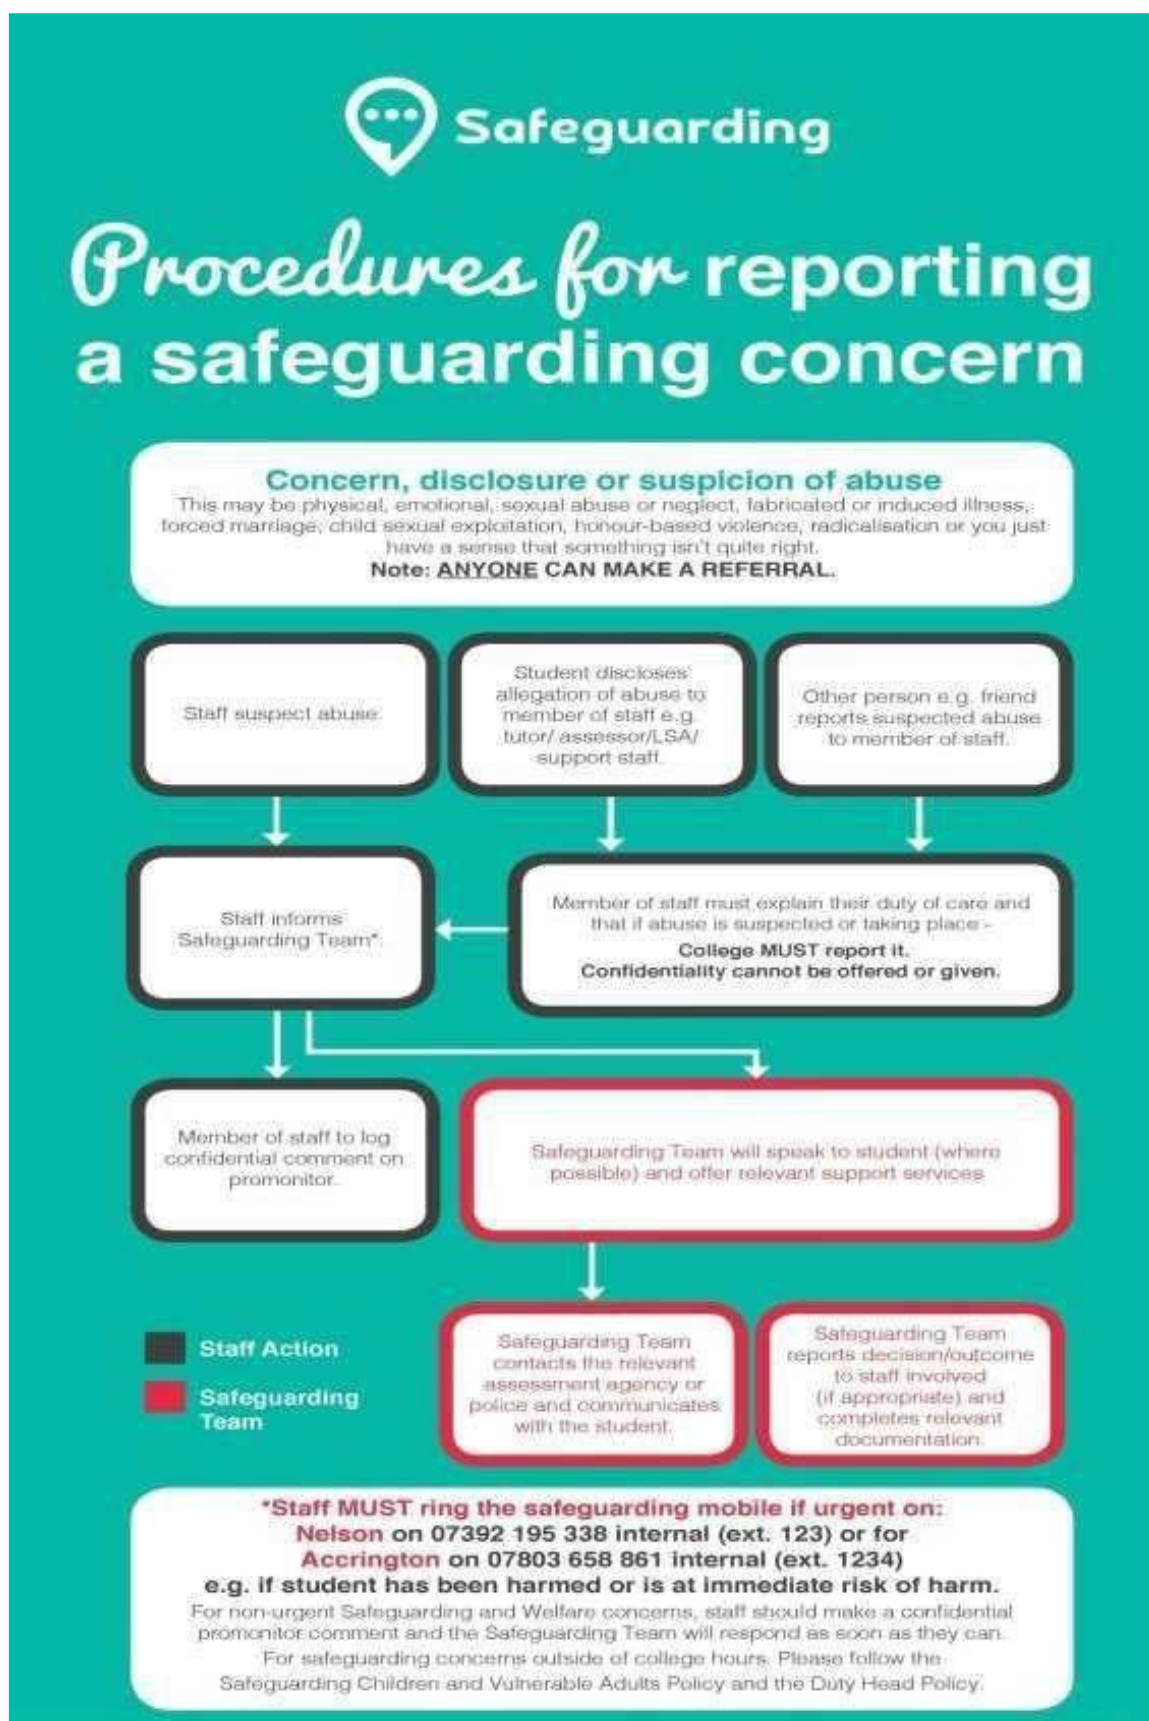 Safeguarding
Procedures for reporting
a safeguarding concern
Concern, disclosure or suspicion of abuse
This may be physical, emotional, sexual abuse or neglect, fabricated or induced illness,
forced marriage, child sexual exploitation, honour-based violence, radicalisation or you just
have a sense that something isn't quite right.
Note: ANYONE CAN MAKE A REFERRAL.
Staff suspect abuse.
Student discloses
allegation of abuse to
member of staff e.g.
tutor/ assessor/LSA/
support staff.
Other person e.g. friend
reports suspected abuse
to member of staff.
Staff informs
Safeguarding Team*.
Member of staff must explain their duty of care and
that if abuse is suspected or taking place -
College MUST report it.
Confidentiality cannot be offered or given.
Member of staff to log
confidential comment on
promonitor.
Safeguarding Team will speak to student (where
possible) and offer relevant support services
Staff Action
Safeguarding
Team
Safeguarding Team
contacts the relevant
assessment agency or
police and communicates
with the student.
Safeguarding Team
reports decision/outcome
to staff involved
(if appropriate) and
completes relevant
documentation.
*Staff MUST ring the safeguarding mobile if urgent on:
Nelson on 07392 195 338 internal (ext. 123) or for
Accrington on 07803 658 861 internal (ext. 1234)
e.g. if student has been harmed or is at immediate risk of harm.
For non-urgent Safeguarding and Welfare concerns, staff should make a confidential
promonitor comment and the Safeguarding Team will respond as soon as they can.
For safeguarding concerns outside of college hours. Please follow the
Safeguarding Children and Vulnerable Adults Policy and the Duty Head Policy.